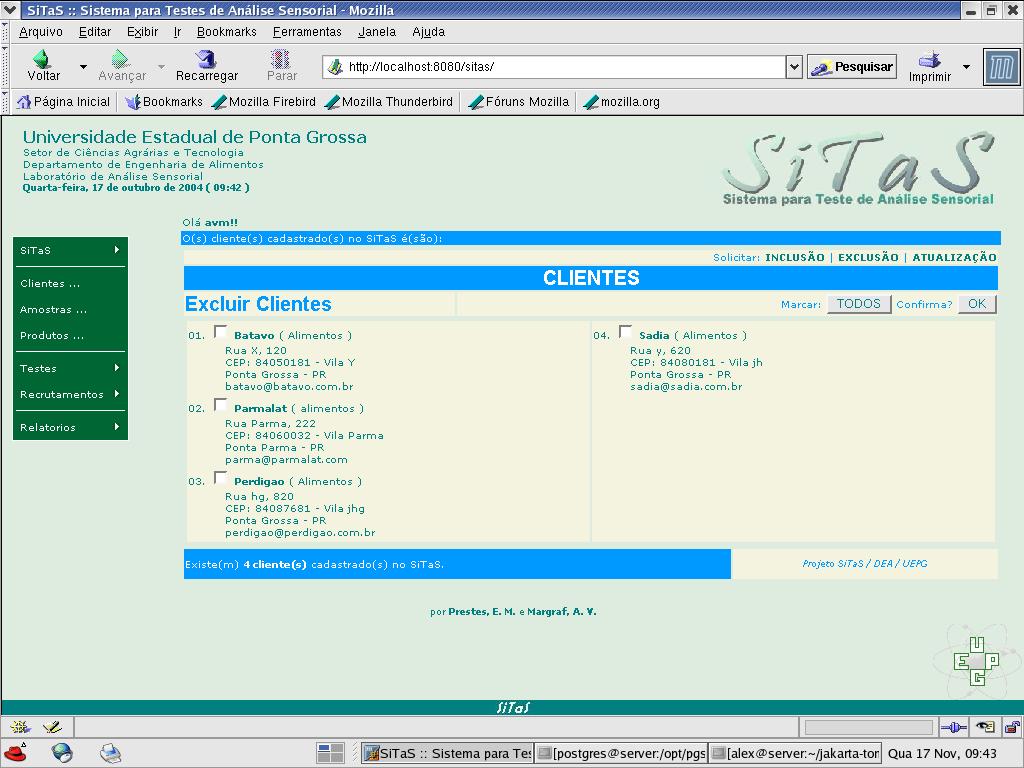 SiTaS :: Sistema para Testes de Análise Sensorial - Mozilla
Arquivo Editar Exibir Ir Bookmarks Ferramentas Janela Ajuda
Voltar Avançar Recarregar Parar http://localhost:8080/sitas/ Pesquisar Imprimir
Página Inicial Bookmarks Mozilla Firebird Mozilla Thunderbird Fóruns Mozilla mozilla.org
Universidade Estadual de Ponta Grossa
Setor de Ciências Agrárias e Tecnologia
Departamento de Engenharia de Alimentos
Laboratório de Análise Sensorial
Quarta-feira, 17 de outubro de 2004 ( 09:42 )
SiTaS
Sistema para Teste de Análise Sensorial
Olá avm!!
O(s) cliente(s) cadastrado(s) no SiTaS é(são):
SiTaS
Clientes ...
Amostras ...
Produtos ...
Testes
Recrutamentos
Relatorios
Solicitar: INCLUSÃO | EXCLUSÃO | ATUALIZAÇÃO
CLIENTES
Excluir Clientes Marcar: TODOS Confirma? OK
01. Batavo ( Alimentos )
Rua X, 120
CEP: 84050181 - Vila Y
Ponta Grossa - PR
batavo@batavo.com.br
02. Parmalat ( alimentos )
Rua Parma, 222
CEP: 84060032 - Vila Parma
Ponta Parma - PR
parma@parmalat.com
03. Perdigao ( Alimentos )
Rua hg, 820
CEP: 84087681 - Vila jhg
Ponta Grossa - PR
perdigao@perdigao.com.br
04. Sadia ( Alimentos )
Rua y, 620
CEP: 84080181 - Vila jh
Ponta Grossa - PR
sadia@sadia.com.br
Existe(m) 4 cliente(s) cadastrado(s) no SiTaS.
Projeto SiTaS / DEA / UEPG
por Prestes, E. M. e Margraf, A. V.
UEPG
SiTaS
SiTaS :: Sistema para Tes [postgres@server:/opt/pgs [alex@server:~/jakarta-tor Qua 17 Nov, 09:43